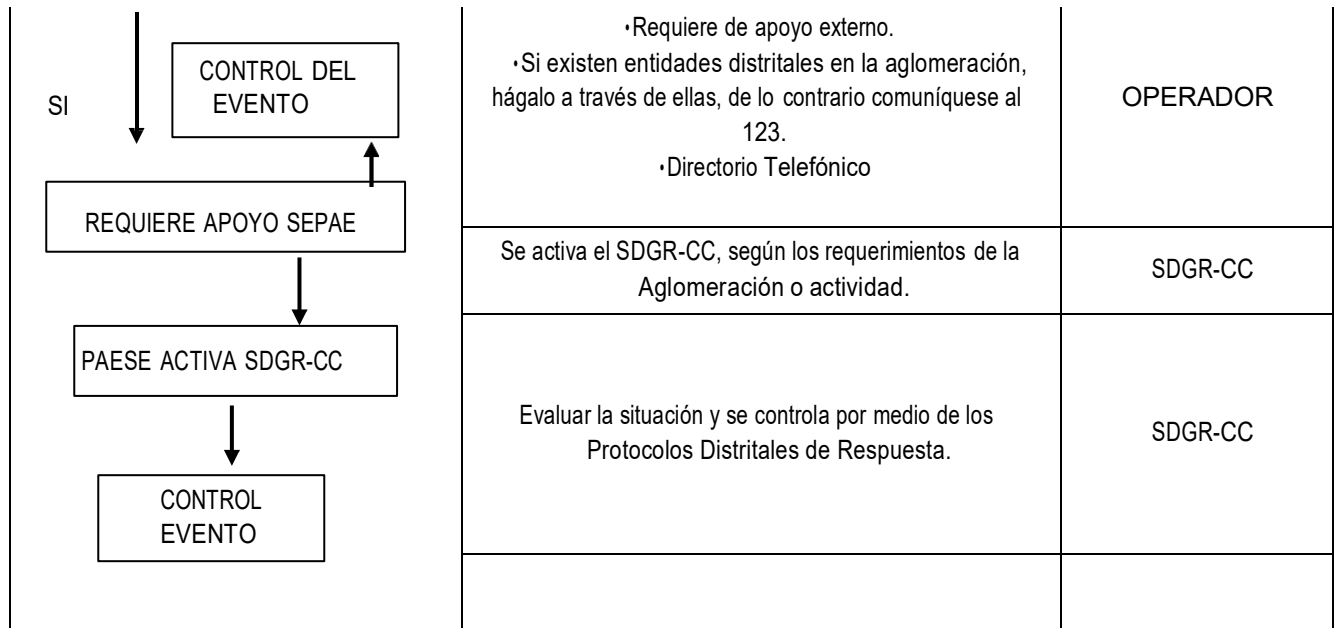 SI
CONTROL DEL
EVENTO
REQUIERE APOYO SEPAE
PAESE ACTIVA SDGR-CC
CONTROL
EVENTO
•Requiere de apoyo externo.
•Si existen entidades distritales en la aglomeración,
hágalo a través de ellas, de lo contrario comuníquese al
123.
•Directorio Telefónico
OPERADOR
Se activa el SDGR-CC, según los requerimientos de la
Aglomeración o actividad.
SDGR-CC
Evaluar la situación y se controla por medio de los
Protocolos Distritales de Respuesta.
SDGR-CC